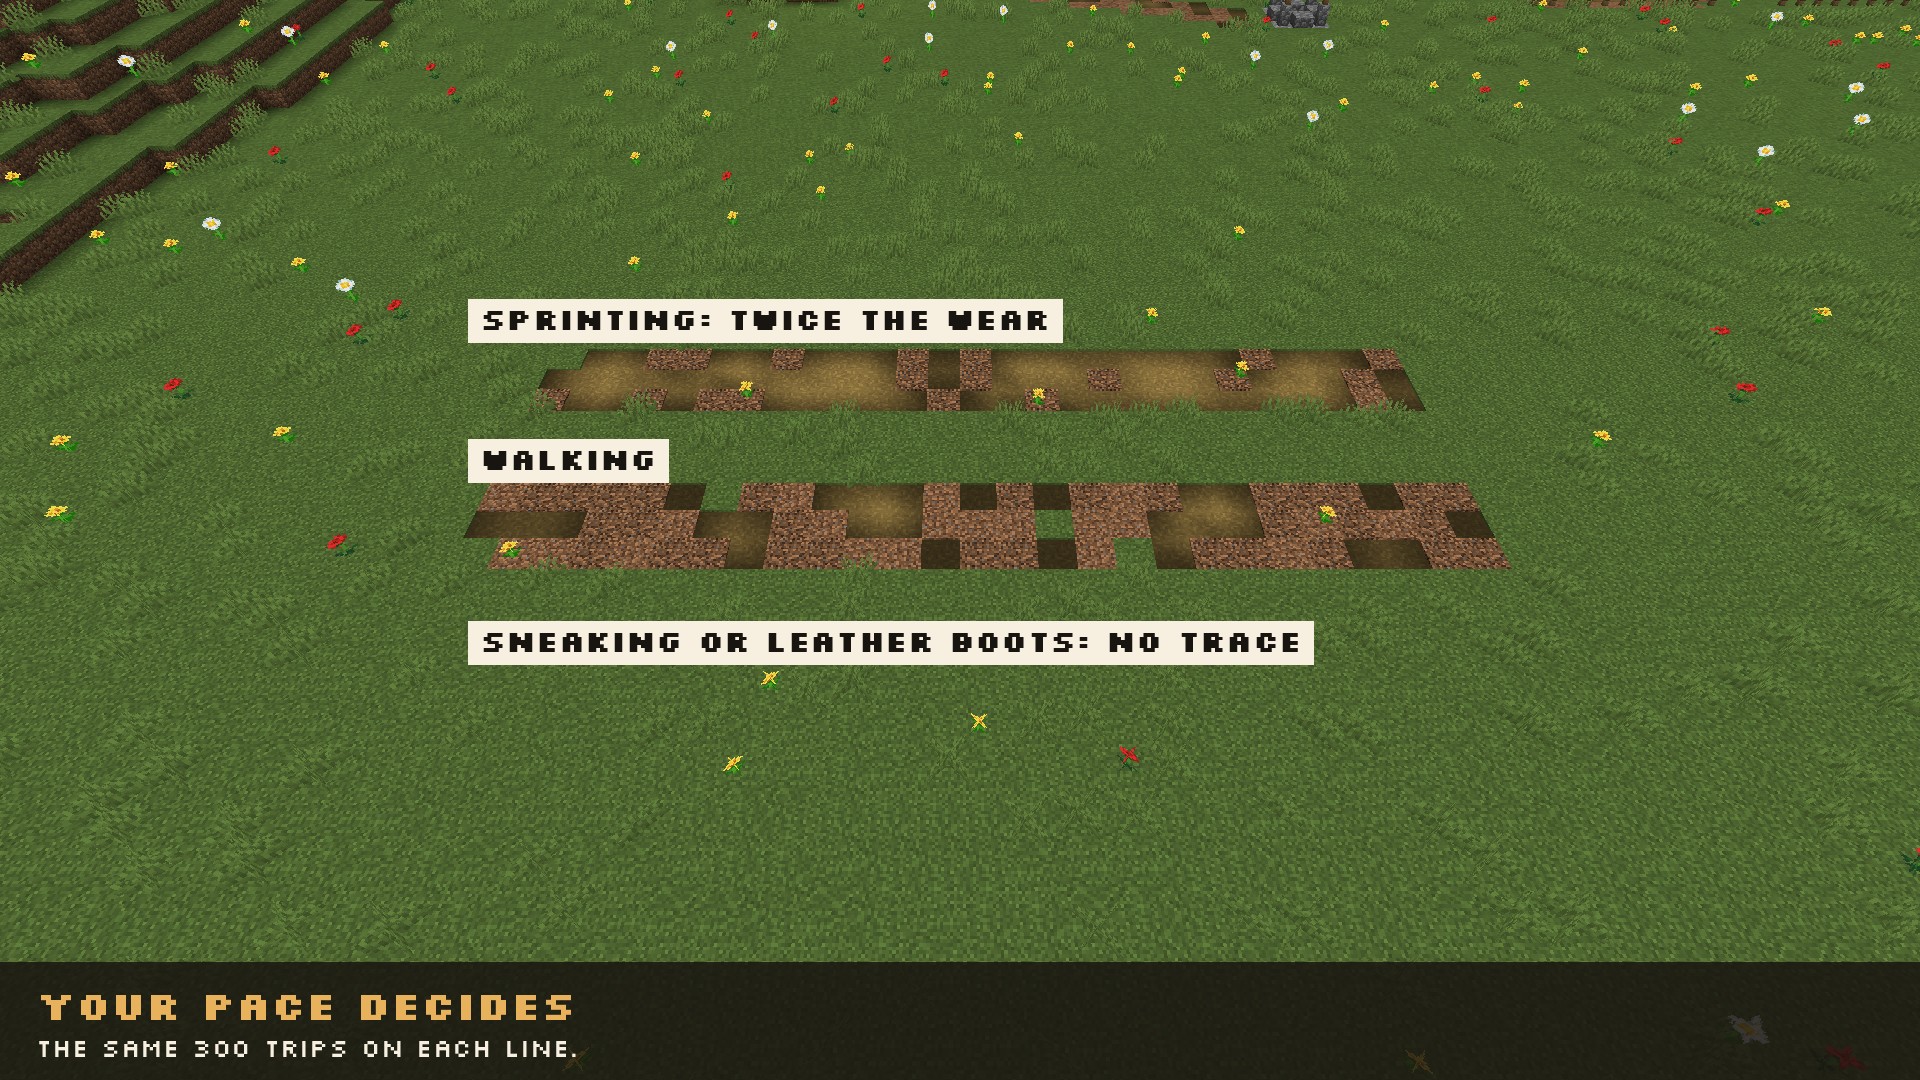 SPRINTING: TWICE THE WEAR
WALKING
SNEAKING OR LEATHER BOOTS: NO TRACE
YOUR PACE DECIDES
THE SAME 300 TRIPS ON EACH LINE.